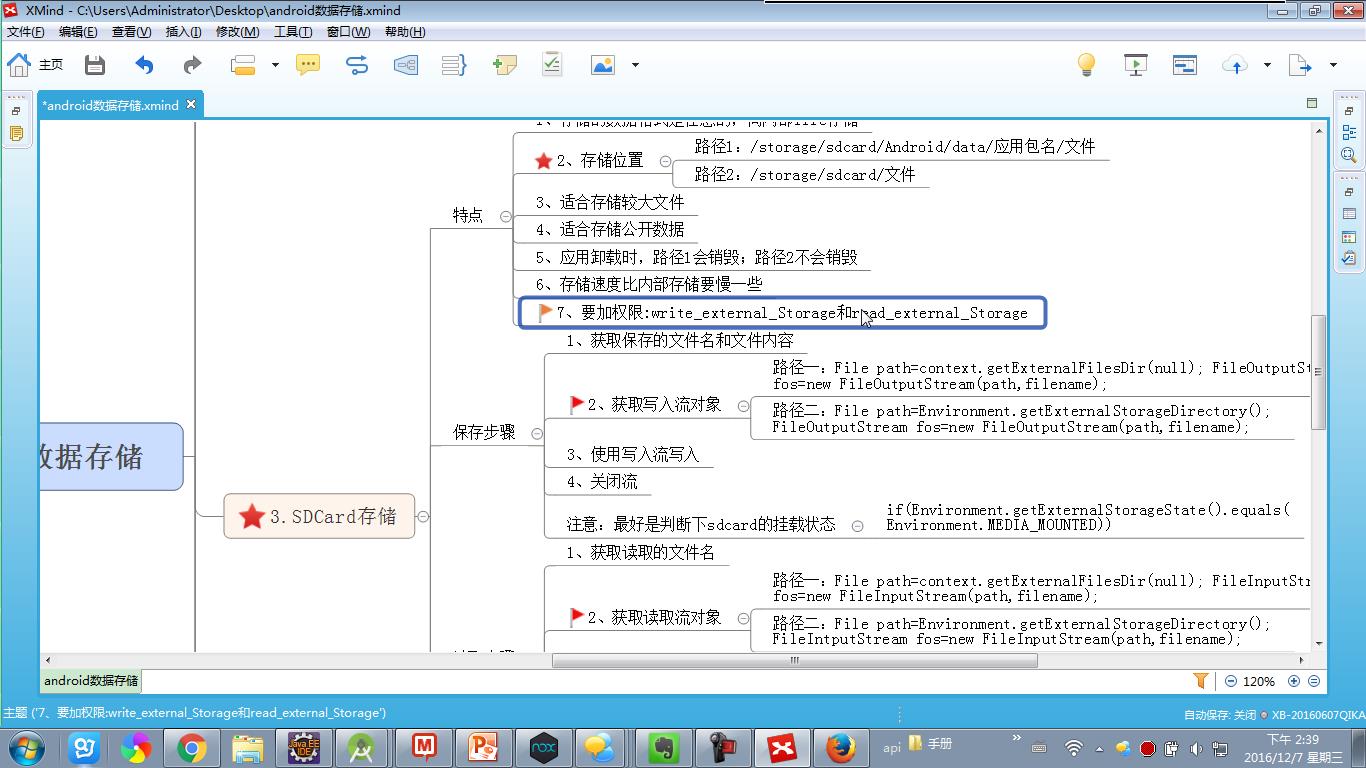 XMind - C:\Users\Administrator\Desktop\android数据存储.xmind
文件(F) 编辑(E) 查看(V) 插入(I) 修改(M) 工具(T) 窗口(W) 帮助(H)
主页
*android数据存储.xmind
路径1: /storage/sdcard/Android/data/应用包名/文件
2、存储位置
路径2: /storage/sdcard/文件
3、适合存储较大文件
特点
4、适合存储公开数据
5、应用卸载时，路径1会销毁；路径2不会销毁
6、存储速度比内部存储要慢一些
7、要加权限:write_external_Storage和read_external_Storage
1、获取保存的文件名和文件内容
路径一：File path=context.getExternalFilesDir(null); FileOutputSt
fos=new FileOutputStream(path,filename);
2、获取写入流对象
路径二：File path=Environment.getExternalStorageDirectory();
FileOutputStream fos=new FileOutputStream(path,filename);
保存步骤
3、使用写入流写入
4、关闭流
数据存储
3.SDCard存储
注意：最好是判断下sdcard的挂载状态
if(Environment.getExternalStorageState().equals(
Environment.MEDIA_MOUNTED))
1、获取读取的文件名
路径一：File path=context.getExternalFilesDir(null); FileInputStr
fos=new FileInputStream(path,filename);
2、获取读取流对象
路径二：File path=Environment.getExternalStorageDirectory();
FileIntputStream fos=new FileInputStream(path,filename);
android数据存储
120%
主题 ('7、要加权限:write_external_Storage和read_external_Storage')
自动保存: 关闭
XB-20160607QIKA
Java EE
IDE
nox
api
手册
下午 2:39
2016/12/7 星期三